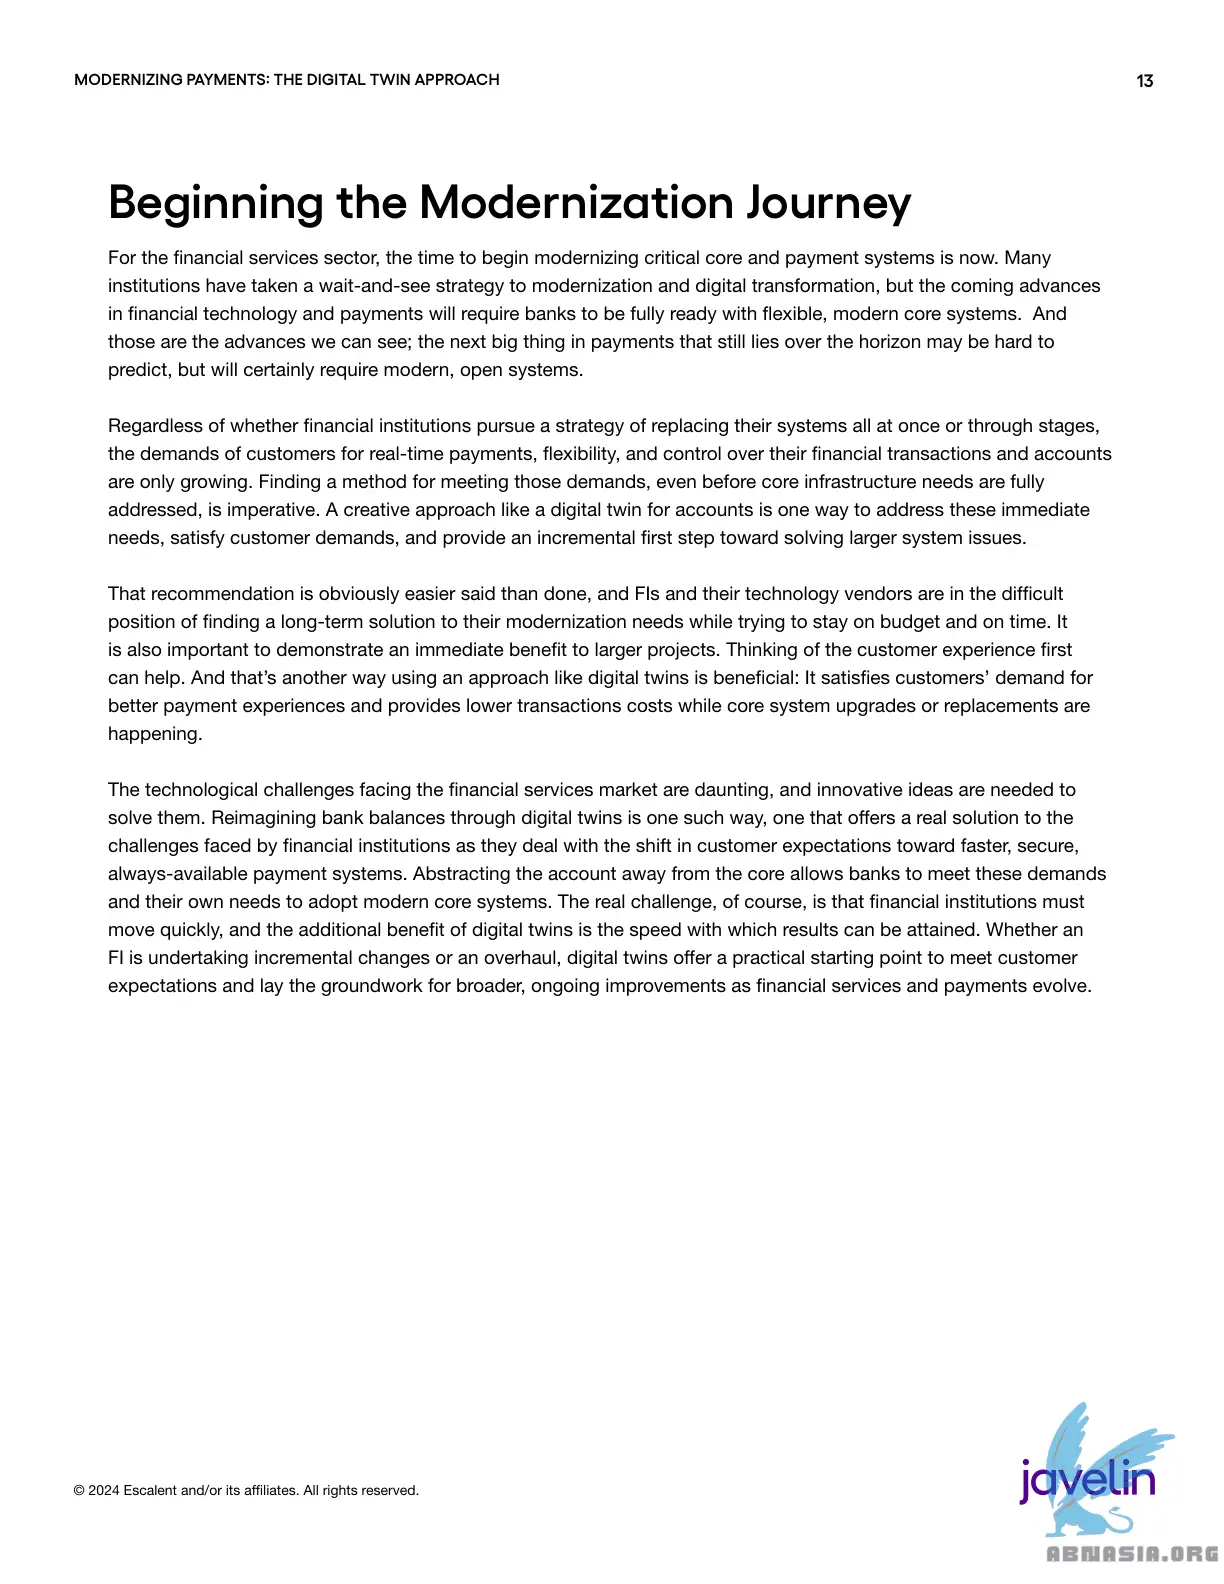 MODERNIZING PAYMENTS: THE DIGITAL TWIN APPROACH
13
Beginning the Modernization Journey
For the financial services sector, the time to begin modernizing critical core and payment systems is now. Many
institutions have taken a wait-and-see strategy to modernization and digital transformation, but the coming advances
in financial technology and payments will require banks to be fully ready with flexible, modern core systems.  And
those are the advances we can see; the next big thing in payments that still lies over the horizon may be hard to
predict, but will certainly require modern, open systems.
Regardless of whether financial institutions pursue a strategy of replacing their systems all at once or through stages,
the demands of customers for real-time payments, flexibility, and control over their financial transactions and accounts
are only growing. Finding a method for meeting those demands, even before core infrastructure needs are fully
addressed, is imperative. A creative approach like a digital twin for accounts is one way to address these immediate
needs, satisfy customer demands, and provide an incremental first step toward solving larger system issues.
That recommendation is obviously easier said than done, and FIs and their technology vendors are in the difficult
position of finding a long-term solution to their modernization needs while trying to stay on budget and on time. It
is also important to demonstrate an immediate benefit to larger projects. Thinking of the customer experience first
can help. And that’s another way using an approach like digital twins is beneficial: It satisfies customers’ demand for
better payment experiences and provides lower transactions costs while core system upgrades or replacements are
happening.
The technological challenges facing the financial services market are daunting, and innovative ideas are needed to
solve them. Reimagining bank balances through digital twins is one such way, one that offers a real solution to the
challenges faced by financial institutions as they deal with the shift in customer expectations toward faster, secure,
always-available payment systems. Abstracting the account away from the core allows banks to meet these demands
and their own needs to adopt modern core systems. The real challenge, of course, is that financial institutions must
move quickly, and the additional benefit of digital twins is the speed with which results can be attained. Whether an
FI is undertaking incremental changes or an overhaul, digital twins offer a practical starting point to meet customer
expectations and lay the groundwork for broader, ongoing improvements as financial services and payments evolve.
© 2024 Escalent and/or its affiliates. All rights reserved.
javelin
ABNASIA.ORG